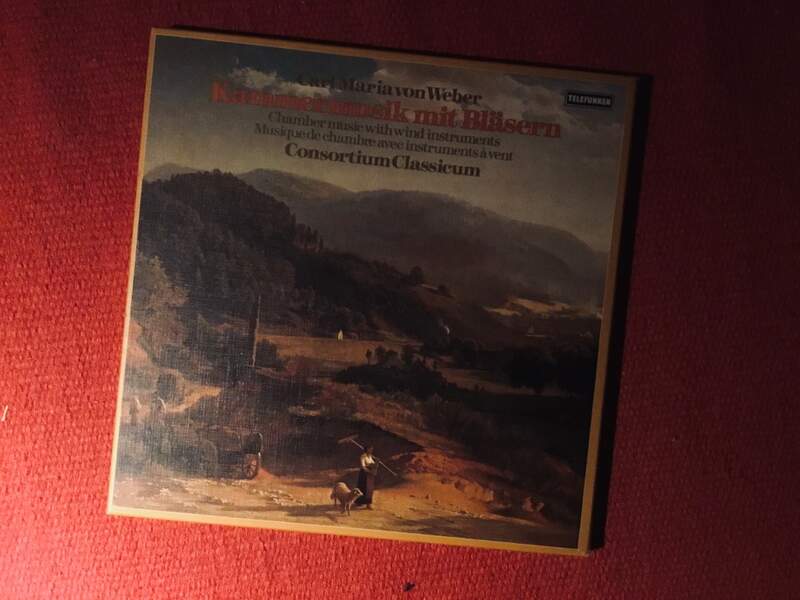 Carl Maria von Weber
Kammermusik mit Bläsern
Chamber music with wind-instruments
Musique de chambre avec instruments à vent
Consortium Classicum
TELEFUNKEN